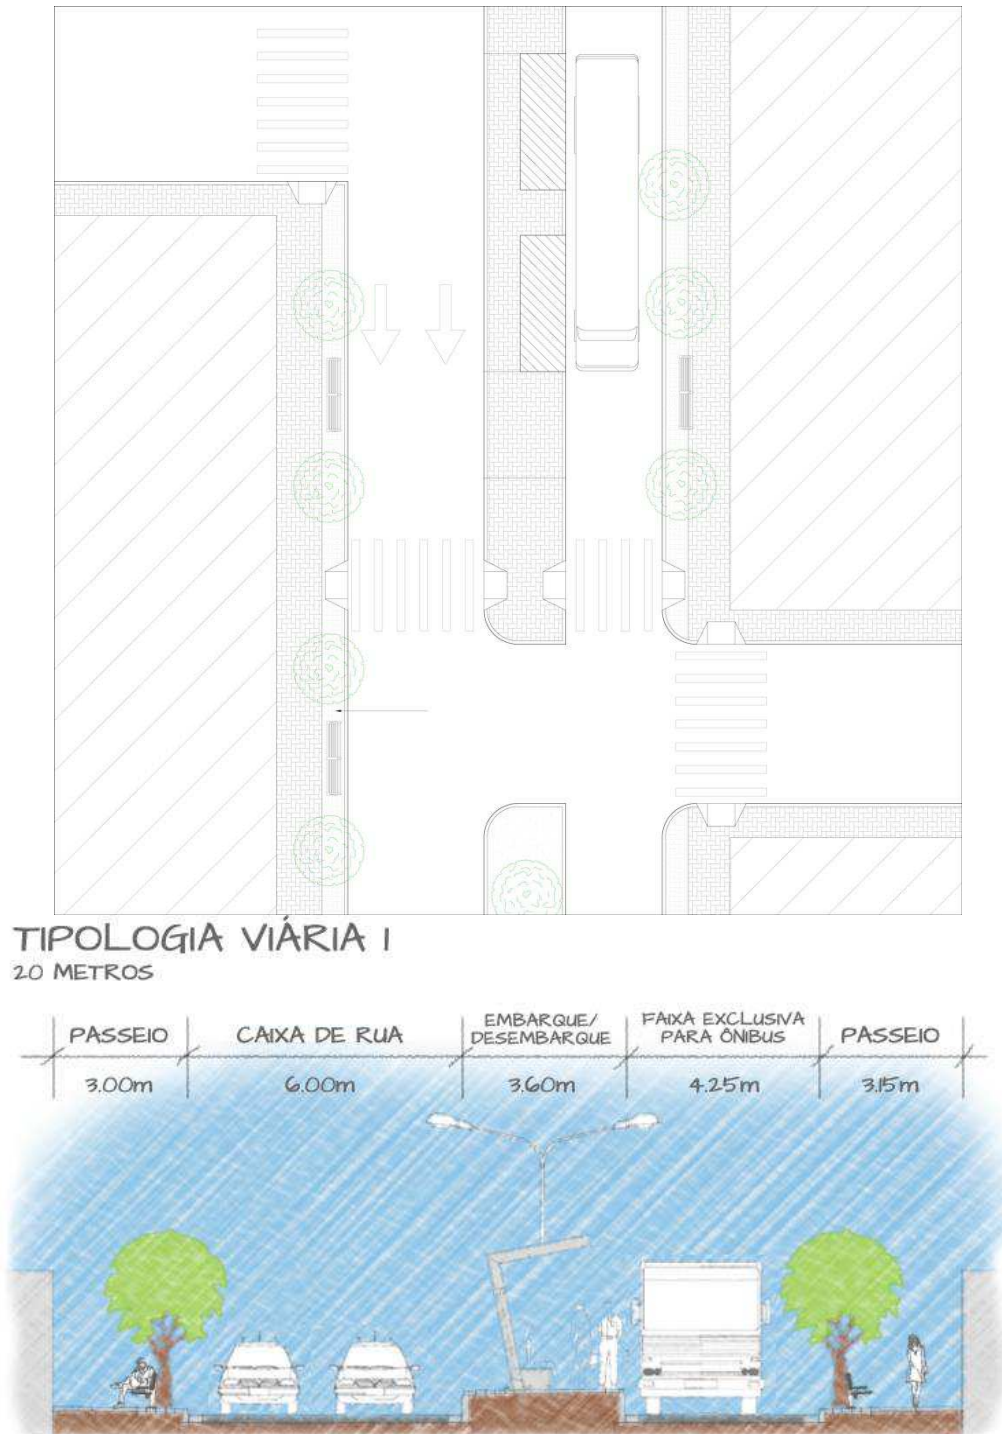 TIPOLOGIA VIÁRIA I
20 METROS
PASSEIO
CAIXA DE RUA
EMBARQUE/
DESEMBARQUE
FAIXA EXCLUSIVA
PARA ÔNIBUS
PASSEIO
3.00m
6.00m
3.60m
4.25m
3.15m